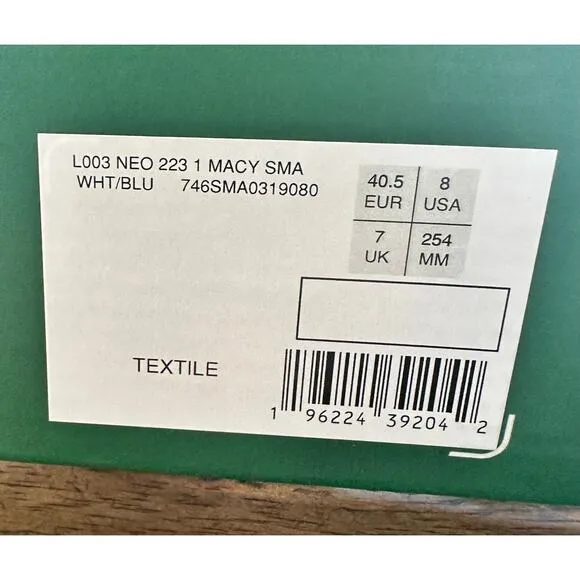 L003 NEO 223 1 MACY SMA
WHT/BLU 746SMA0319080
40.5 8
EUR USA
7 254
UK MM
TEXTILE
1 96224 39204 2